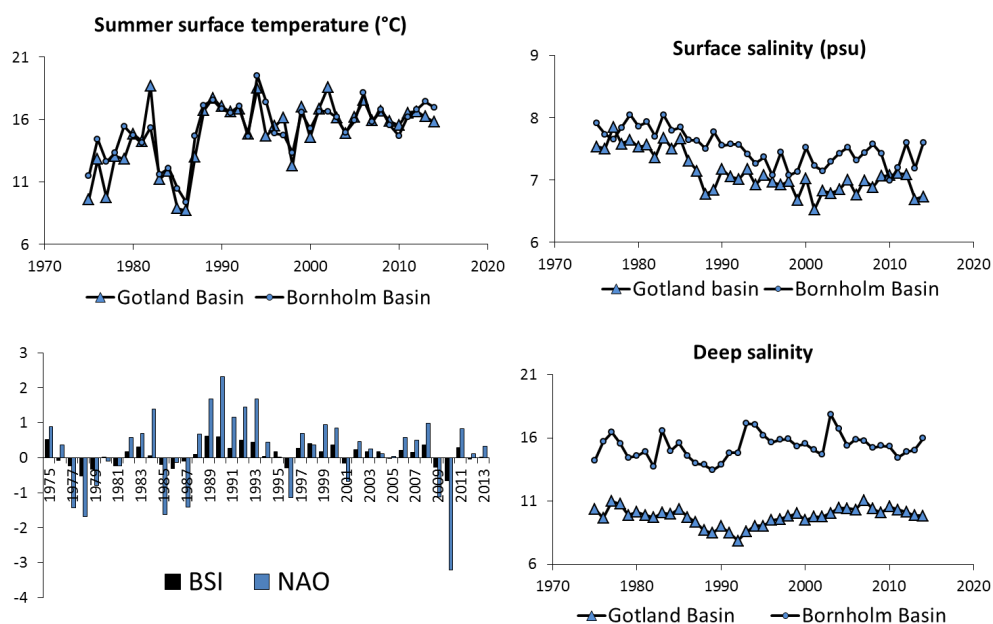 Summer surface temperature (°C)
21
16
11
6
1970 1980 1990 2000 2010 2020
Gotland Basin Bornholm Basin
Surface salinity (psu)
9
8
7
6
1970 1980 1990 2000 2010 2020
Gotland basin Bornholm Basin
3
2
1
0
-1
-2
-3
-4
1975 1977 1979 1981 1983 1985 1987 1989 1991 1993 1995 1997 1999 2001 2003 2005 2007 2009 2011 2013
BSI NAO
Deep salinity
21
16
11
6
1970 1980 1990 2000 2010 2020
Gotland Basin Bornholm Basin